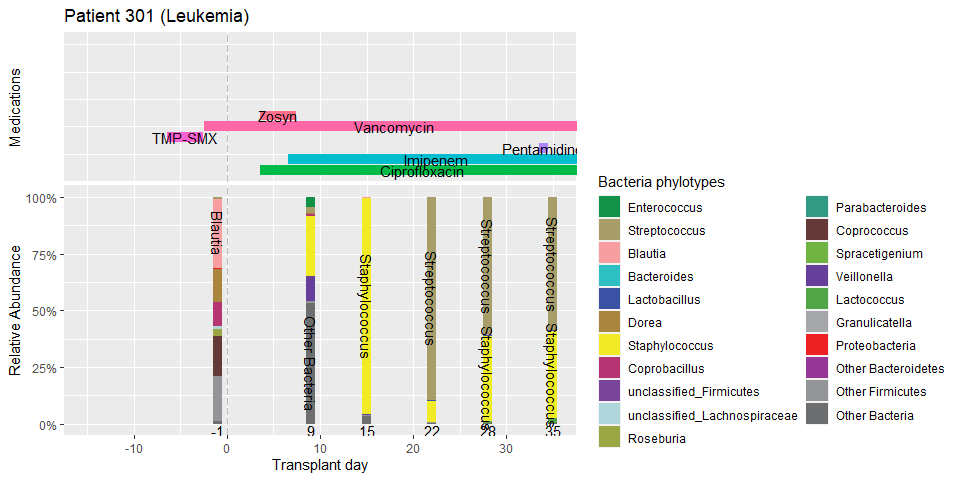 Patient 301 (Leukemia)
Medications
Zosyn
Vancomycin
TMP-SMX
Pentamidine
Imipenem
Ciprofloxacin
Relative Abundance
100%
75%
50%
25%
0%
Blautia
Other Bacteria
Staphylococcus
Streptococcus
Streptococcus
Staphylococcus
Streptococcus
Staphylococcus
-1
9
15
22
28
35
-10
0
10
20
30
Transplant day
Bacteria phylotypes
Enterococcus
Streptococcus
Blautia
Bacteroides
Lactobacillus
Dorea
Staphylococcus
Coprobacillus
unclassified_Firmicutes
unclassified_Lachnospiraceae
Roseburia
Parabacteroides
Coprococcus
Spracetigenium
Veillonella
Lactococcus
Granulicatella
Proteobacteria
Other Bacteroidetes
Other Firmicutes
Other Bacteria